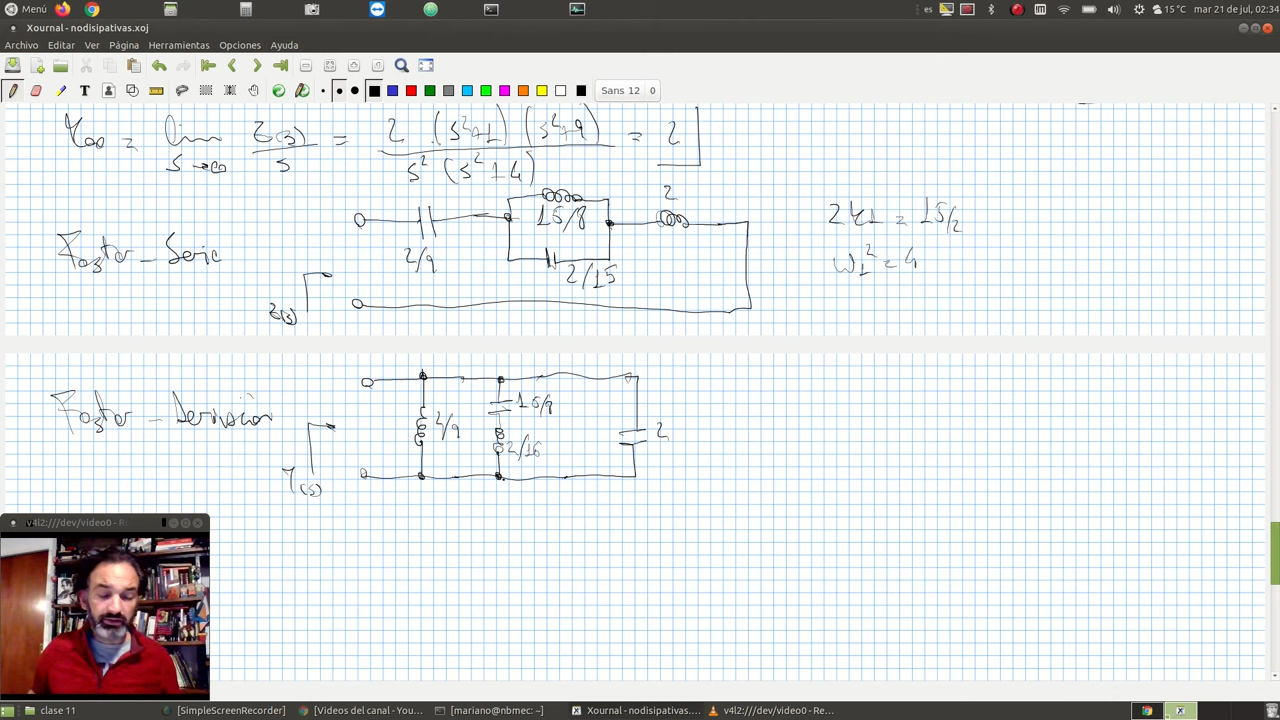 Menú
es
15 °C
mar 21 de jul, 02:34
Xournal - nodisipativas.xoj
Archivo Editar Ver Página Herramientas Opciones Ayuda
T
Sans 12 0
lim Z(s) = 2 . (s²+1) (s²+9) = 2
s→∞ s s² (s²+4)
2
15/8
2/9
2/15
Foster - Serie
Z(s)
= 15/2
ω1² = 4
Foster - Derivación
Y(s)
2/9
15/8
2/15
2
v4l2:///dev/video0 - R
clase 11
[SimpleScreenRecorder]
[Videos del canal - You...
[mariano@nbmec: ~]
Xournal - nodisipativas....
v4l2:///dev/video0 - Re...